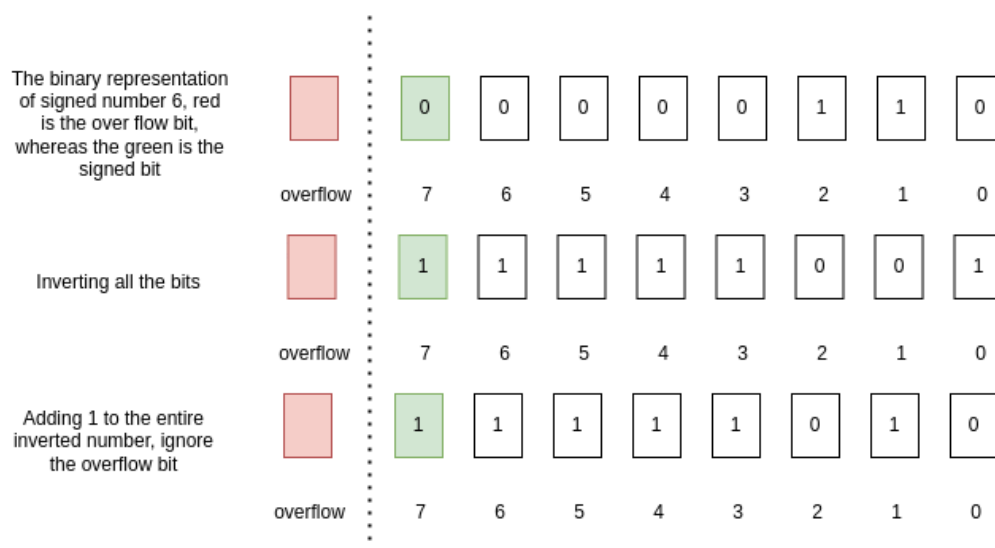 The binary representation
of signed number 6, red
is the over flow bit,
whereas the green is the
signed bit
0 0 0 0 0 1 1 0
overflow 7 6 5 4 3 2 1 0
Inverting all the bits
1 1 1 1 1 0 0 1
overflow 7 6 5 4 3 2 1 0
Adding 1 to the entire
inverted number, ignore
the overflow bit
1 1 1 1 1 0 1 0
overflow 7 6 5 4 3 2 1 0